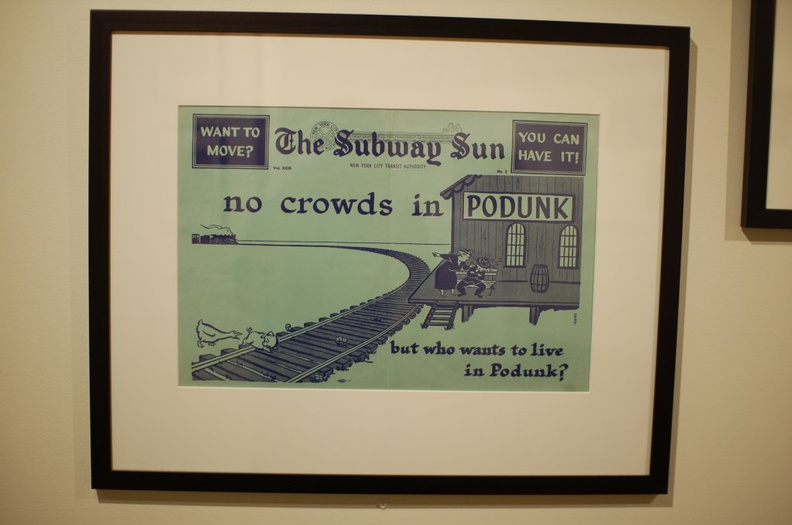 WANT TO
MOVE?
The Subway Sun
YOU CAN
HAVE IT!
NEW YORK CITY TRANSIT AUTHORITY
no crowds in PODUNK
but who wants to live
in Podunk?